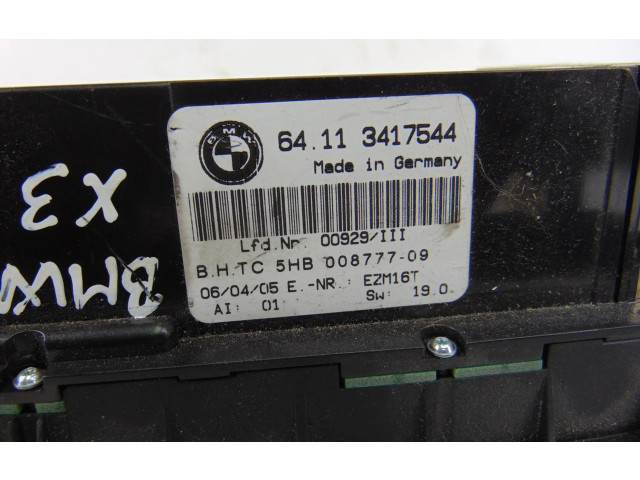 BMW
64.11 3417544
Made in Germany
Lfd.Nr. 00929/III
B.H.TC 5HB 008777-09
06/04/05 E.-NR.: EZM16T
AI: 01 Sw: 19.0
X3
BMW